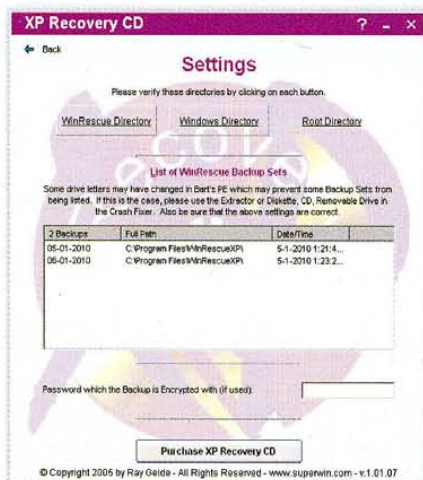 XP Recovery CD ? - ×
Back
Settings
Please verify these directories by clicking on each button.
WinRescue Directory Windows Directory Root Directory
List of WinRescue Backup Sets
Some drive letters may have changed in Bart's PE which may prevent some Backup Sets from
being listed. If this is the case, please use the Extractor or Diskette, CD, Removable Drive in
the Crash Fixer. Also be sure that the above settings are correct.
2 Backups Full Path Date/Time
05-01-2010 C:\Program Files\WinRescueXP\ 5-1-2010 1:21:4...
06-01-2010 C:\Program Files\WinRescueXP\ 5-1-2010 1:23:2...
Password which the Backup is Encrypted with (if used):
Purchase XP Recovery CD
© Copyright 2005 by Ray Geide - All Rights Reserved - www.superwin.com - v.1.01.07